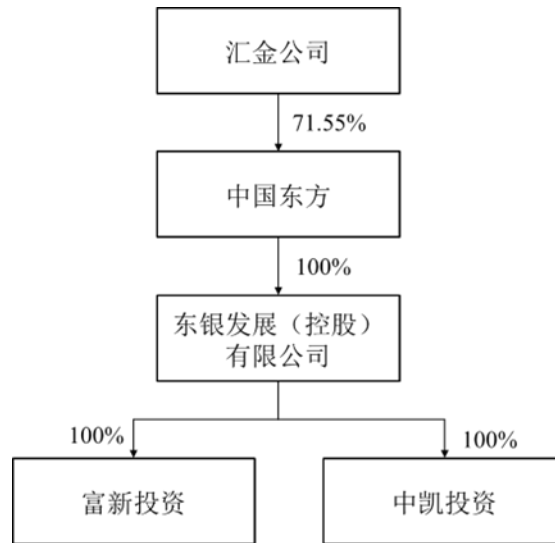 汇金公司
71.55%
中国东方
100%
东银发展（控股）
有限公司
100%
100%
富新投资
中凯投资